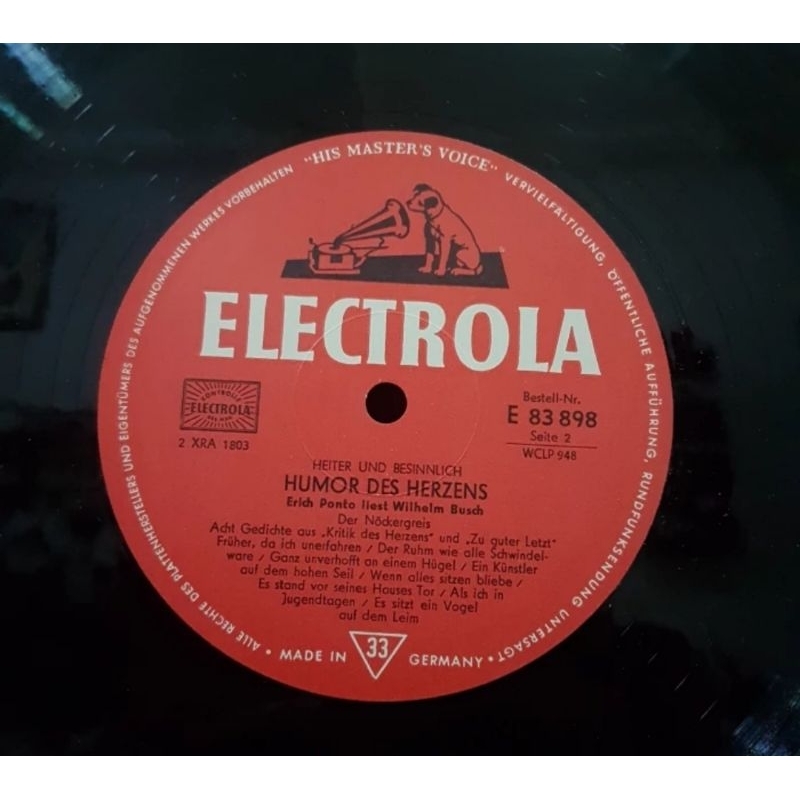 "HIS MASTER'S VOICE"
ALLE RECHTE DES PLATTENHERSTELLERS UND EIGENTÜMERS DES AUFGENOMMENEN WERKES VORBEHALTEN
VERVIELFÄLTIGUNG, ÖFFENTLICHE AUFFÜHRUNG, RUNDFUNKSENDUNG UNTERSAGT
ELECTROLA
KONTROLLE
ELECTROLA
2 XRA 1803
Bestell-Nr.
E 83 898
Seite 2
WCLP 948
HEITER UND BESINNLICH
HUMOR DES HERZENS
Erich Ponto liest Wilhelm Busch
Der Nöckergreis
Acht Gedichte aus „Kritik des Herzens" und „Zu guter Letzt"
Früher, da ich unerfahren / Der Ruhm wie alle Schwindel-
ware / Ganz unverhofft an einem Hügel / Ein Künstler
auf dem hohen Seil / Wenn alles sitzen bliebe /
Es stand vor seines Hauses Tor / Als ich in
Jugendtagen / Es sitzt ein Vogel
auf dem Leim
• MADE IN 33 GERMANY •